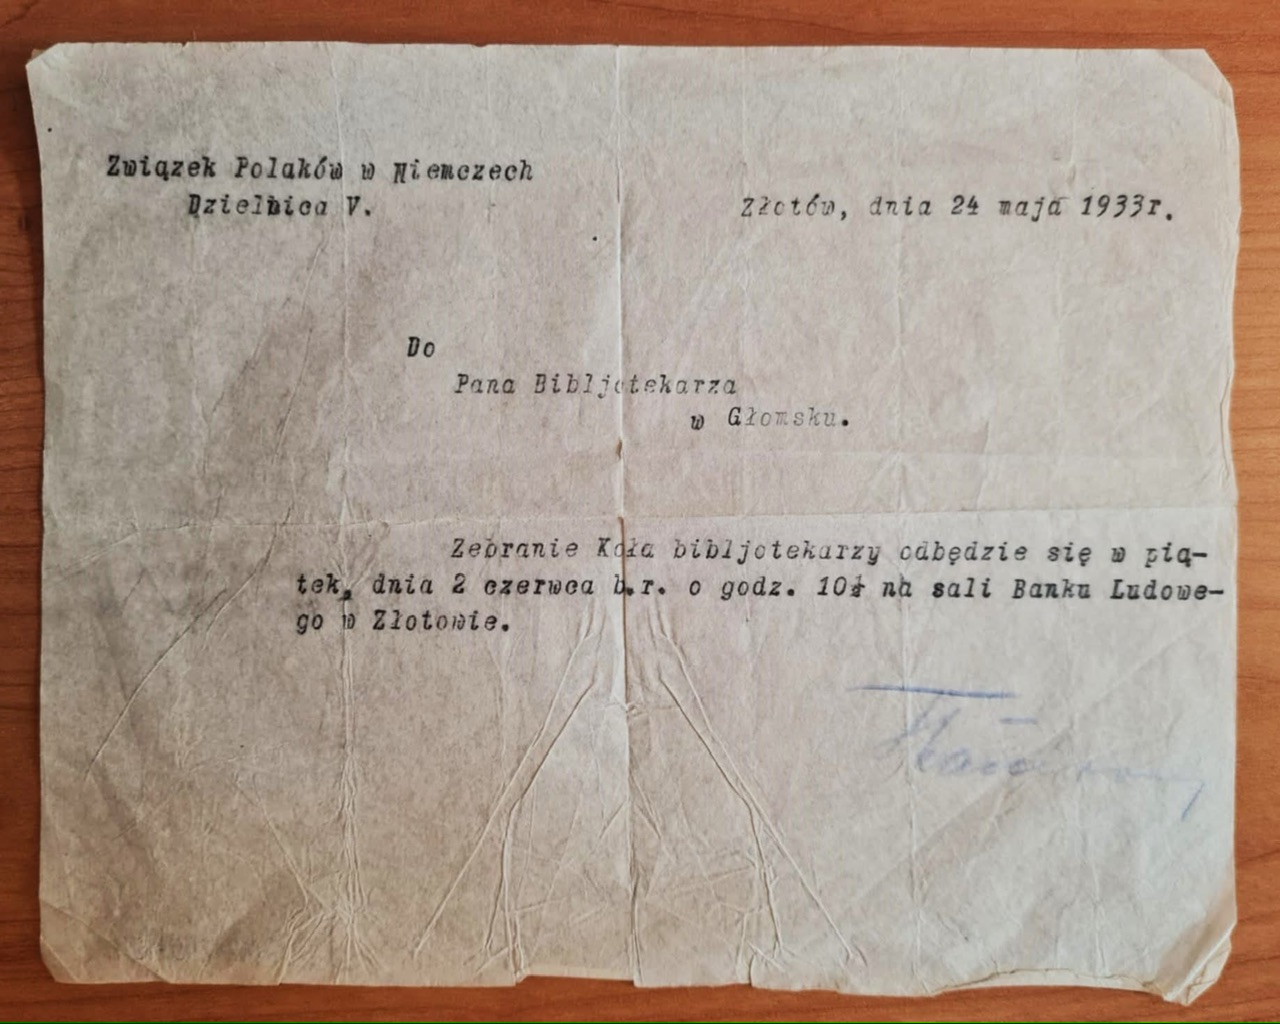 Związek Polaków w Niemczech
Dzielnica V.
Złotów, dnia 24 maja 1933r.
Do
Pana Bibljotekarza
w Głomsku.
Zebranie Koła bibljotekarzy odbędzie się w pią-
tek, dnia 2 czerwca b.r. o godz. 10½ na sali Banku Ludowe-
go w Złotowie.